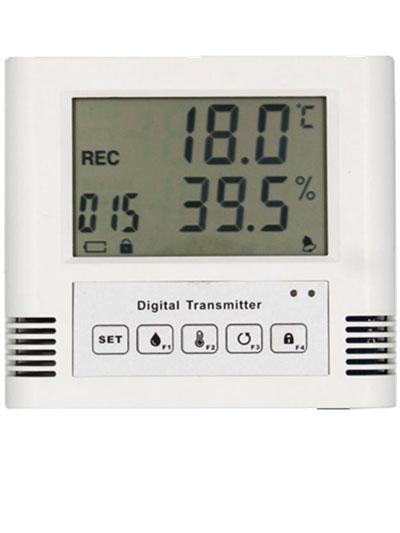 18.0 °C
REC
015 39.5 %
Digital Transmitter
SET F1 F2 F3 F4